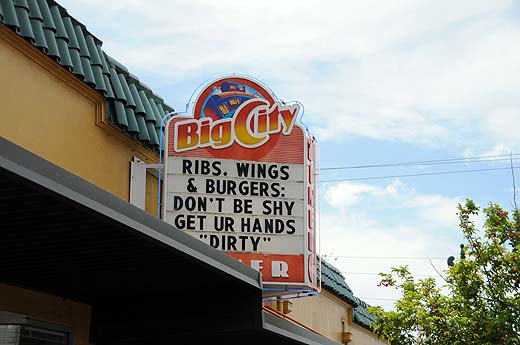 Big City
RIBS. WINGS
& BURGERS:
DON'T BE SHY
GET UR HANDS
"DIRTY"